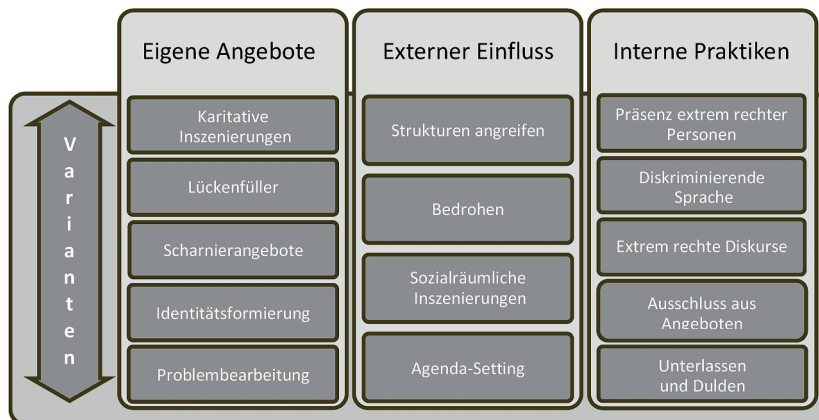 Varianten
Eigene Angebote
Karitative
Inszenierungen
Lückenfüller
Scharnierangebote
Identitätsformierung
Problembearbeitung
Externer Einfluss
Strukturen angreifen
Bedrohen
Sozialräumliche
Inszenierungen
Agenda-Setting
Interne Praktiken
Präsenz extrem rechter
Personen
Diskriminierende
Sprache
Extrem rechte Diskurse
Ausschluss aus
Angeboten
Unterlassen
und Dulden